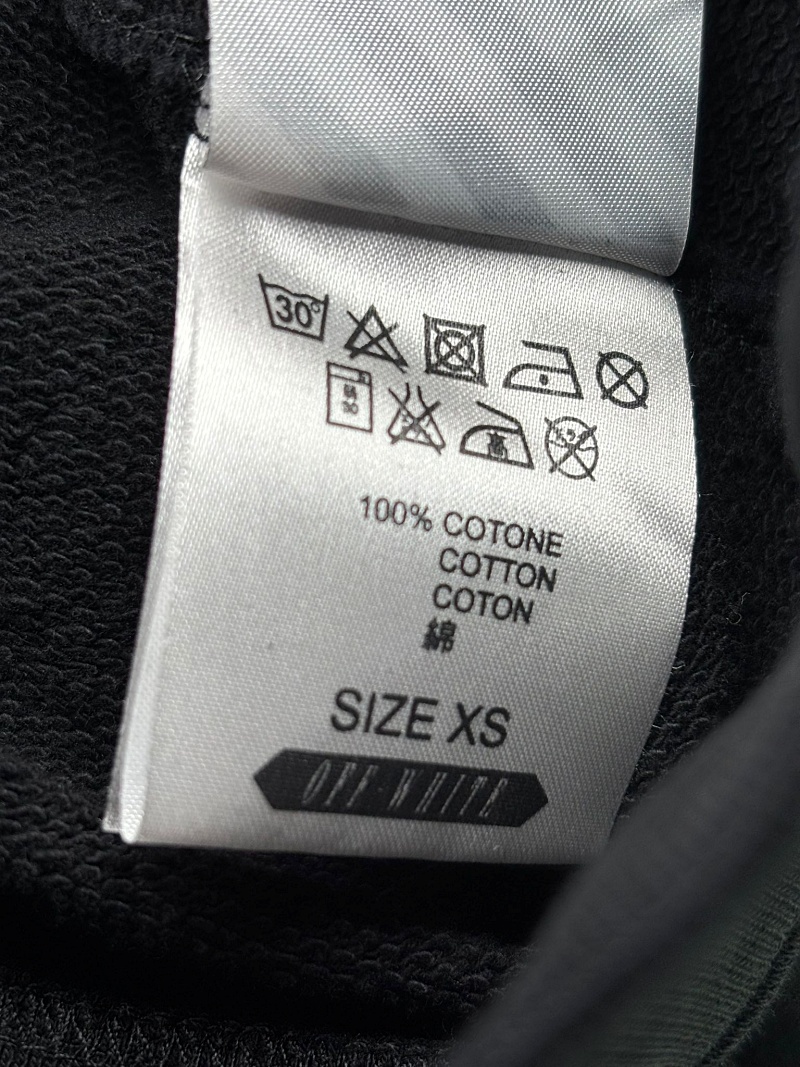 30°
100% COTONE
COTTON
COTON
綿
SIZE XS
OFF-WHITE